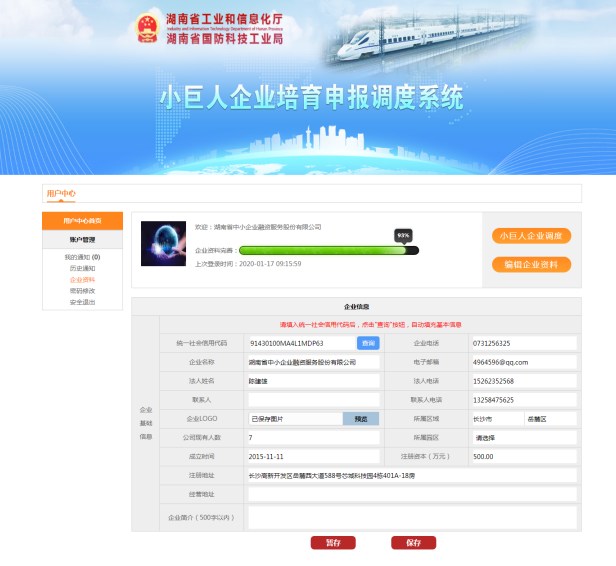 湖南省工业和信息化厅
Industry and Information Technology Department of Hunan Province
湖南省国防科技工业局
小巨人企业培育申报调度系统
用户中心
用户中心首页
账户管理
我的通知 (0)
历史通知
企业资料
密码修改
安全退出
欢迎：湖南省中小企业融资服务股份有限公司
93%
企业资料完善：
上次登录时间：2020-01-17 09:15:59
小巨人企业调度
编辑企业资料
企业信息
请填入统一社会信用代码后，点击"查询"按钮，自动填充基本信息
企业基础信息
统一社会信用代码 91430100MA4L1MDP63 查询 企业电话 0731256325
企业名称 湖南省中小企业融资服务股份有限公司 电子邮箱 4964596@qq.com
法人姓名 陈建雄 法人电话 15262352568
联系人 联系人电话 13258475625
企业LOGO 已保存图片 预览 所属区域 长沙市 岳麓区
公司现有人数 7 所属园区 请选择
成立时间 2015-11-11 注册资本（万元） 500.00
注册地址 长沙高新开发区岳麓西大道588号芯城科技园4栋401A-18房
经营地址
企业简介（500字以内）
暂存 保存